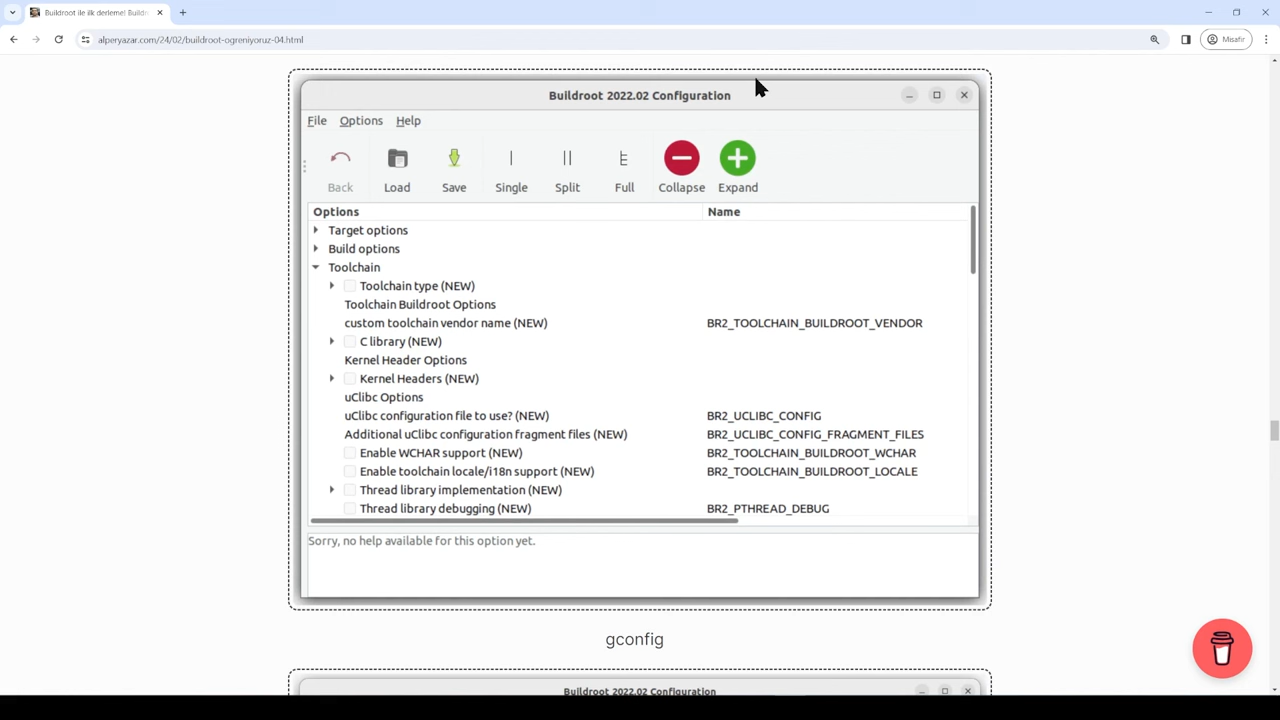 Buildroot ile ilk derleme! Buildr
alperyazar.com/24/02/buildroot-ogreniyoruz-04.html
Misafir
Buildroot 2022.02 Configuration
File Options Help
Back Load Save Single Split Full Collapse Expand
Options Name
Target options
Build options
Toolchain
Toolchain type (NEW)
Toolchain Buildroot Options
custom toolchain vendor name (NEW) BR2_TOOLCHAIN_BUILDROOT_VENDOR
C library (NEW)
Kernel Header Options
Kernel Headers (NEW)
uClibc Options
uClibc configuration file to use? (NEW) BR2_UCLIBC_CONFIG
Additional uClibc configuration fragment files (NEW) BR2_UCLIBC_CONFIG_FRAGMENT_FILES
Enable WCHAR support (NEW) BR2_TOOLCHAIN_BUILDROOT_WCHAR
Enable toolchain locale/i18n support (NEW) BR2_TOOLCHAIN_BUILDROOT_LOCALE
Thread library implementation (NEW)
Thread library debugging (NEW) BR2_PTHREAD_DEBUG
Sorry, no help available for this option yet.
gconfig
Buildroot 2022.02 Configuration